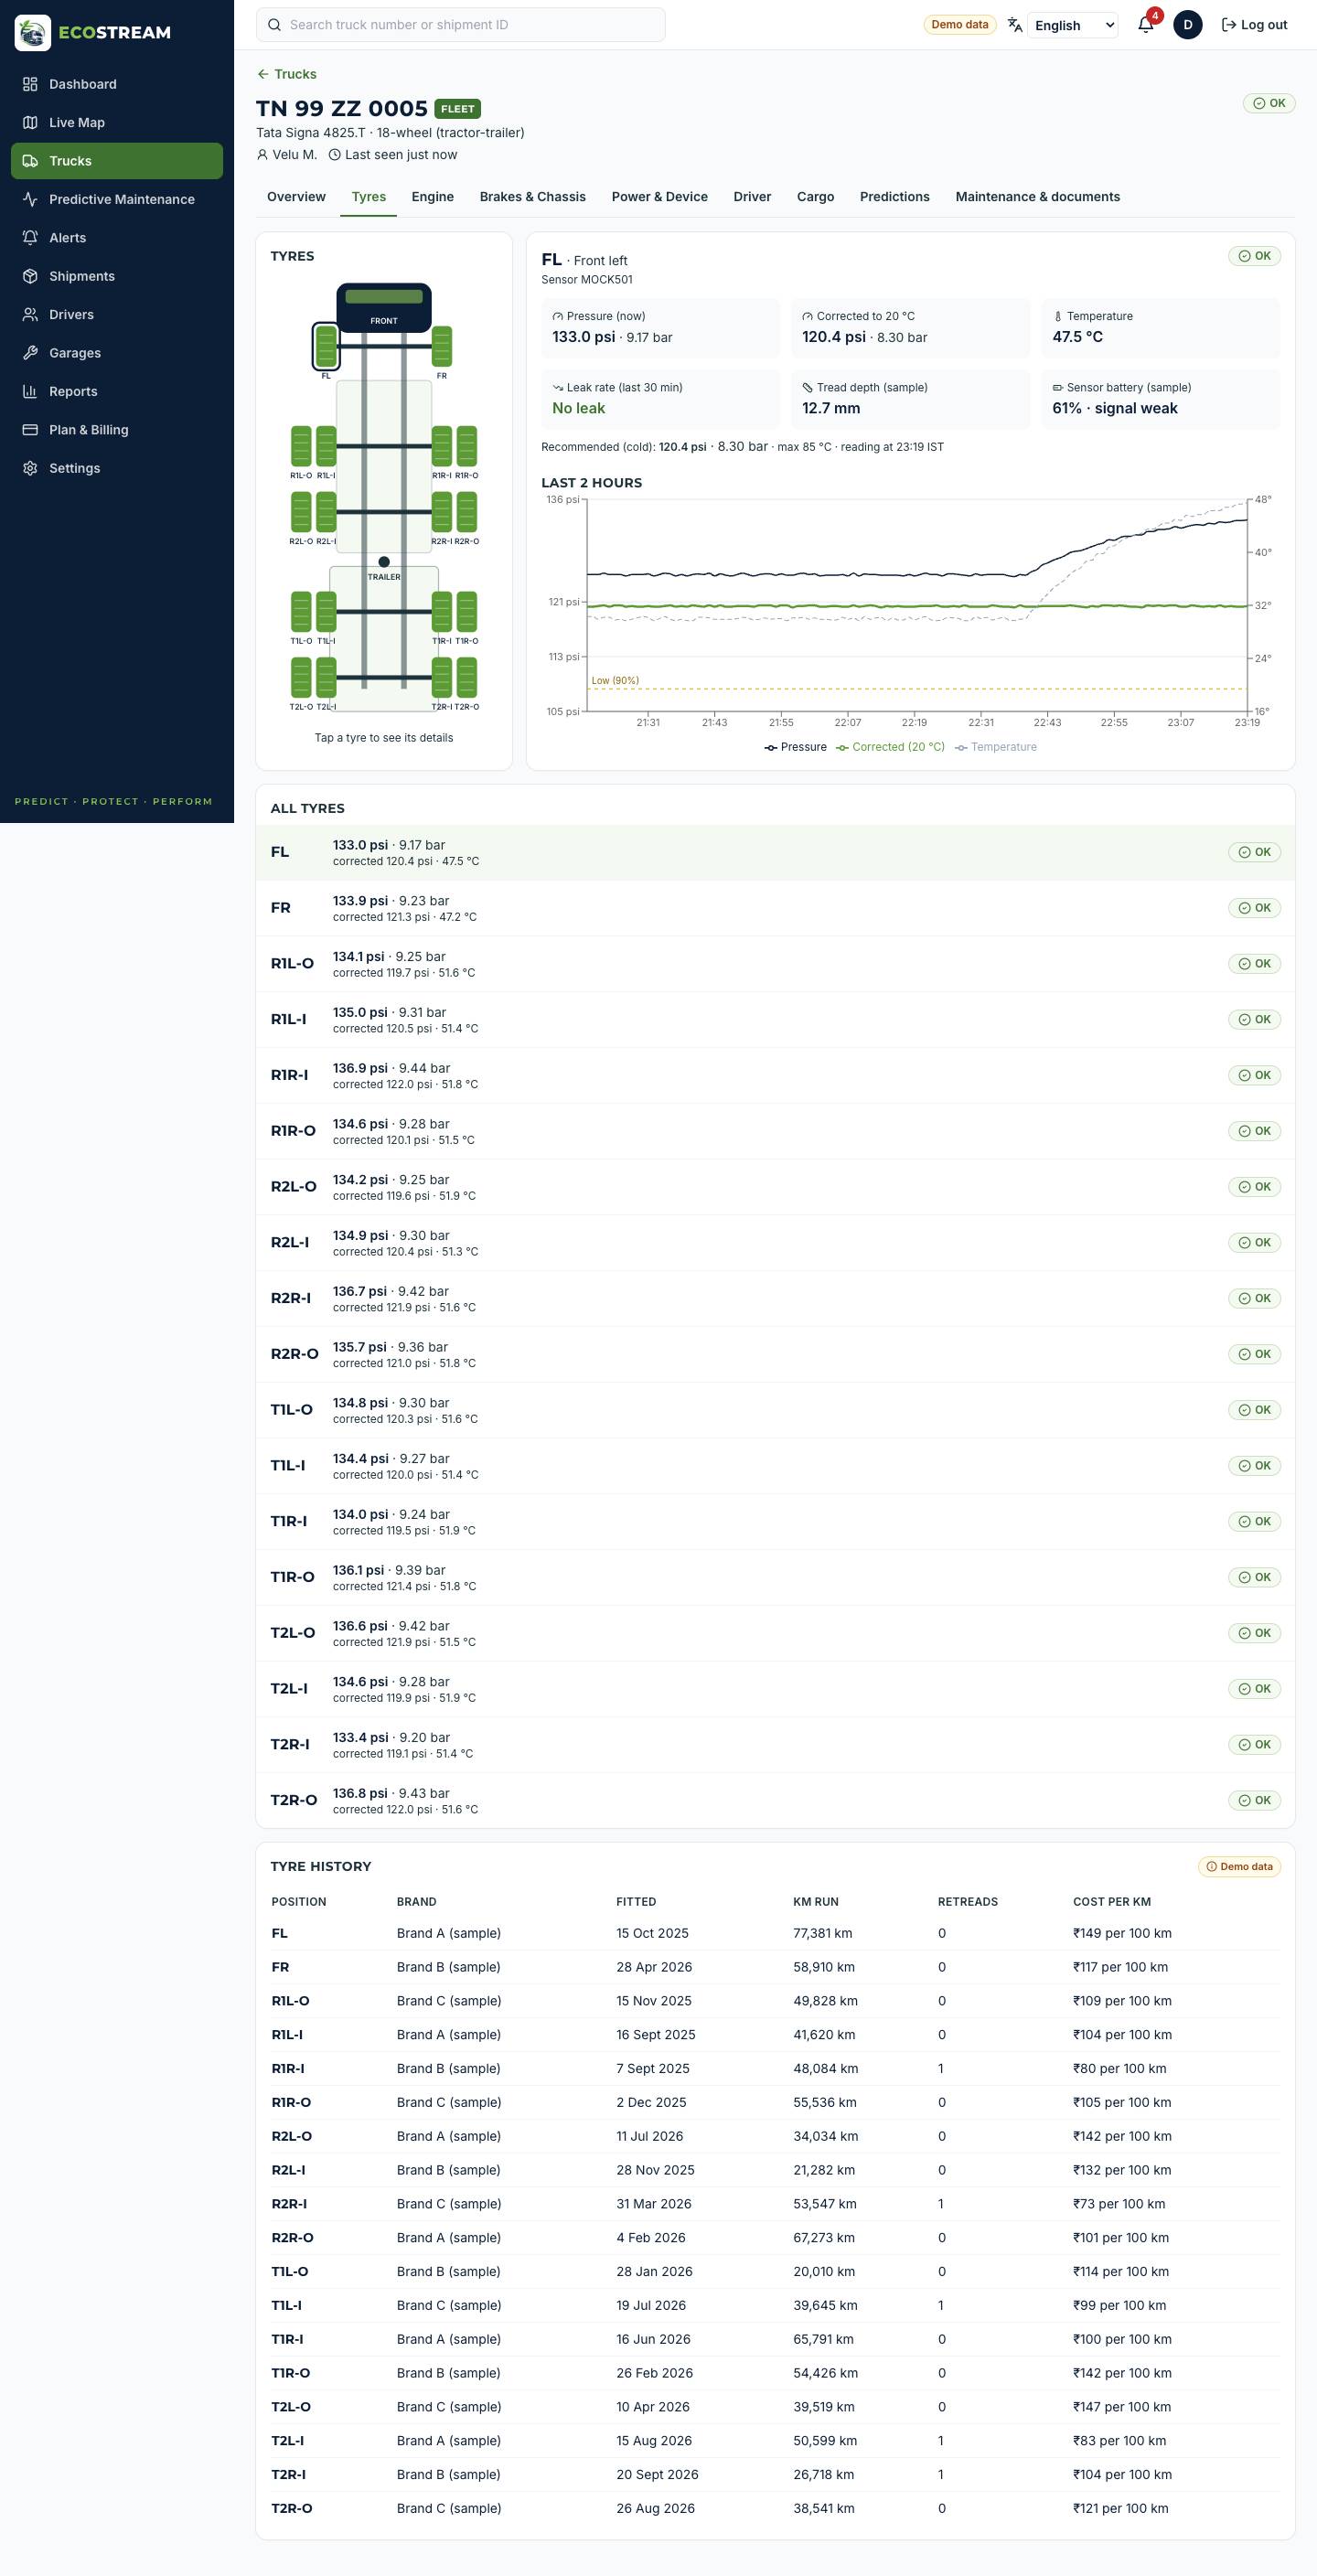 ECOSTREAM
Search truck number or shipment ID
Demo data
English
4
D
Log out
Dashboard
Live Map
Trucks
Predictive Maintenance
Alerts
Shipments
Drivers
Garages
Reports
Plan & Billing
Settings
PREDICT · PROTECT · PERFORM
Trucks
TN 99 ZZ 0005 FLEET
OK
Tata Signa 4825.T · 18-wheel (tractor-trailer)
Velu M. Last seen just now
Overview Tyres Engine Brakes & Chassis Power & Device Driver Cargo Predictions Maintenance & documents
TYRES
FRONT
FL FR
R1L-O R1L-I R1R-I R1R-O
R2L-O R2L-I R2R-I R2R-O
TRAILER
T1L-O T1L-I T1R-I T1R-O
T2L-O T2L-I T2R-I T2R-O
Tap a tyre to see its details
FL · Front left
OK
Sensor MOCK501
Pressure (now)
133.0 psi · 9.17 bar
Corrected to 20 °C
120.4 psi · 8.30 bar
Temperature
47.5 °C
Leak rate (last 30 min)
No leak
Tread depth (sample)
12.7 mm
Sensor battery (sample)
61% · signal weak
Recommended (cold): 120.4 psi · 8.30 bar · max 85 °C · reading at 23:19 IST
LAST 2 HOURS
136 psi
121 psi
113 psi
105 psi
Low (90%)
48°
40°
32°
24°
16°
21:31 21:43 21:55 22:07 22:19 22:31 22:43 22:55 23:07 23:19
Pressure Corrected (20 °C) Temperature
ALL TYRES
FL
133.0 psi · 9.17 bar
corrected 120.4 psi · 47.5 °C
OK
FR
133.9 psi · 9.23 bar
corrected 121.3 psi · 47.2 °C
OK
R1L-O
134.1 psi · 9.25 bar
corrected 119.7 psi · 51.6 °C
OK
R1L-I
135.0 psi · 9.31 bar
corrected 120.5 psi · 51.4 °C
OK
R1R-I
136.9 psi · 9.44 bar
corrected 122.0 psi · 51.8 °C
OK
R1R-O
134.6 psi · 9.28 bar
corrected 120.1 psi · 51.5 °C
OK
R2L-O
134.2 psi · 9.25 bar
corrected 119.6 psi · 51.9 °C
OK
R2L-I
134.9 psi · 9.30 bar
corrected 120.4 psi · 51.3 °C
OK
R2R-I
136.7 psi · 9.42 bar
corrected 121.9 psi · 51.6 °C
OK
R2R-O
135.7 psi · 9.36 bar
corrected 121.0 psi · 51.8 °C
OK
T1L-O
134.8 psi · 9.30 bar
corrected 120.3 psi · 51.6 °C
OK
T1L-I
134.4 psi · 9.27 bar
corrected 120.0 psi · 51.4 °C
OK
T1R-I
134.0 psi · 9.24 bar
corrected 119.5 psi · 51.9 °C
OK
T1R-O
136.1 psi · 9.39 bar
corrected 121.4 psi · 51.8 °C
OK
T2L-O
136.6 psi · 9.42 bar
corrected 121.9 psi · 51.5 °C
OK
T2L-I
134.6 psi · 9.28 bar
corrected 119.9 psi · 51.9 °C
OK
T2R-I
133.4 psi · 9.20 bar
corrected 119.1 psi · 51.4 °C
OK
T2R-O
136.8 psi · 9.43 bar
corrected 122.0 psi · 51.6 °C
OK
TYRE HISTORY
Demo data
POSITION BRAND FITTED KM RUN RETREADS COST PER KM
FL Brand A (sample) 15 Oct 2025 77,381 km 0 ₹149 per 100 km
FR Brand B (sample) 28 Apr 2026 58,910 km 0 ₹117 per 100 km
R1L-O Brand C (sample) 15 Nov 2025 49,828 km 0 ₹109 per 100 km
R1L-I Brand A (sample) 16 Sept 2025 41,620 km 0 ₹104 per 100 km
R1R-I Brand B (sample) 7 Sept 2025 48,084 km 1 ₹80 per 100 km
R1R-O Brand C (sample) 2 Dec 2025 55,536 km 0 ₹105 per 100 km
R2L-O Brand A (sample) 11 Jul 2026 34,034 km 0 ₹142 per 100 km
R2L-I Brand B (sample) 28 Nov 2025 21,282 km 0 ₹132 per 100 km
R2R-I Brand C (sample) 31 Mar 2026 53,547 km 1 ₹73 per 100 km
R2R-O Brand A (sample) 4 Feb 2026 67,273 km 0 ₹101 per 100 km
T1L-O Brand B (sample) 28 Jan 2026 20,010 km 0 ₹114 per 100 km
T1L-I Brand C (sample) 19 Jul 2026 39,645 km 1 ₹99 per 100 km
T1R-I Brand A (sample) 16 Jun 2026 65,791 km 0 ₹100 per 100 km
T1R-O Brand B (sample) 26 Feb 2026 54,426 km 0 ₹142 per 100 km
T2L-O Brand C (sample) 10 Apr 2026 39,519 km 0 ₹147 per 100 km
T2L-I Brand A (sample) 15 Aug 2026 50,599 km 1 ₹83 per 100 km
T2R-I Brand B (sample) 20 Sept 2026 26,718 km 1 ₹104 per 100 km
T2R-O Brand C (sample) 26 Aug 2026 38,541 km 0 ₹121 per 100 km